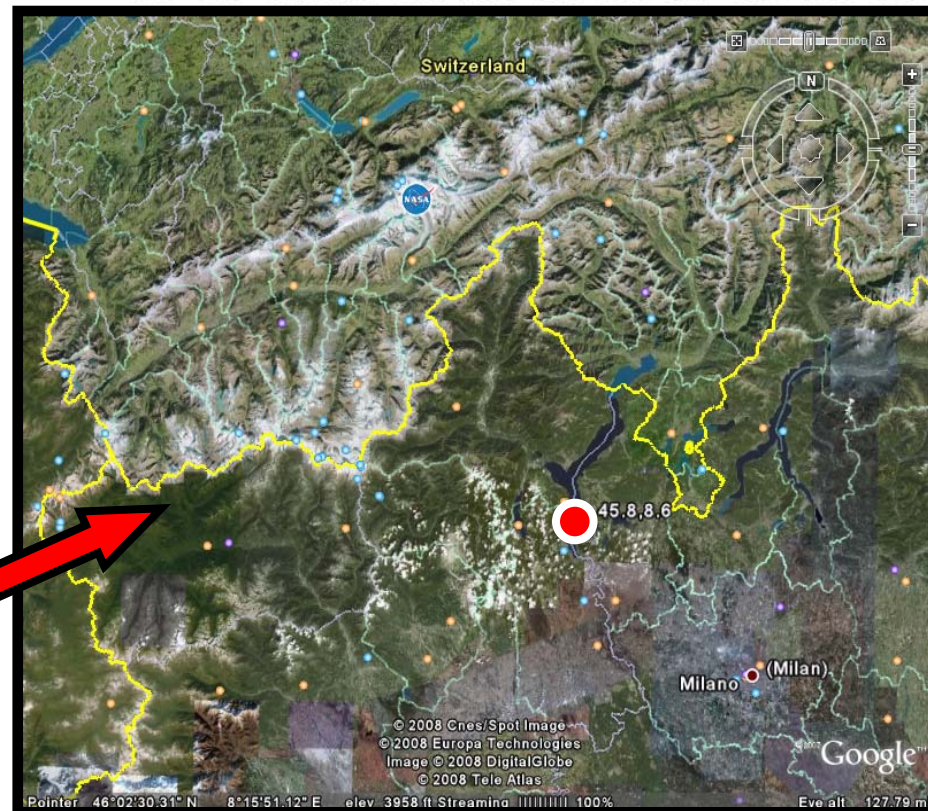 Switzerland
N
NASA
45.8,8.6
Milano (Milan)
© 2008 Cnes/Spot Image
© 2008 Europa Technologies
Image © 2008 DigitalGlobe
© 2008 Tele Atlas
Google™
Pointer 46°02'30.31" N 8°15'51.12" E elev 3958 ft Streaming |||||||||| 100% Eye alt 127.79 m